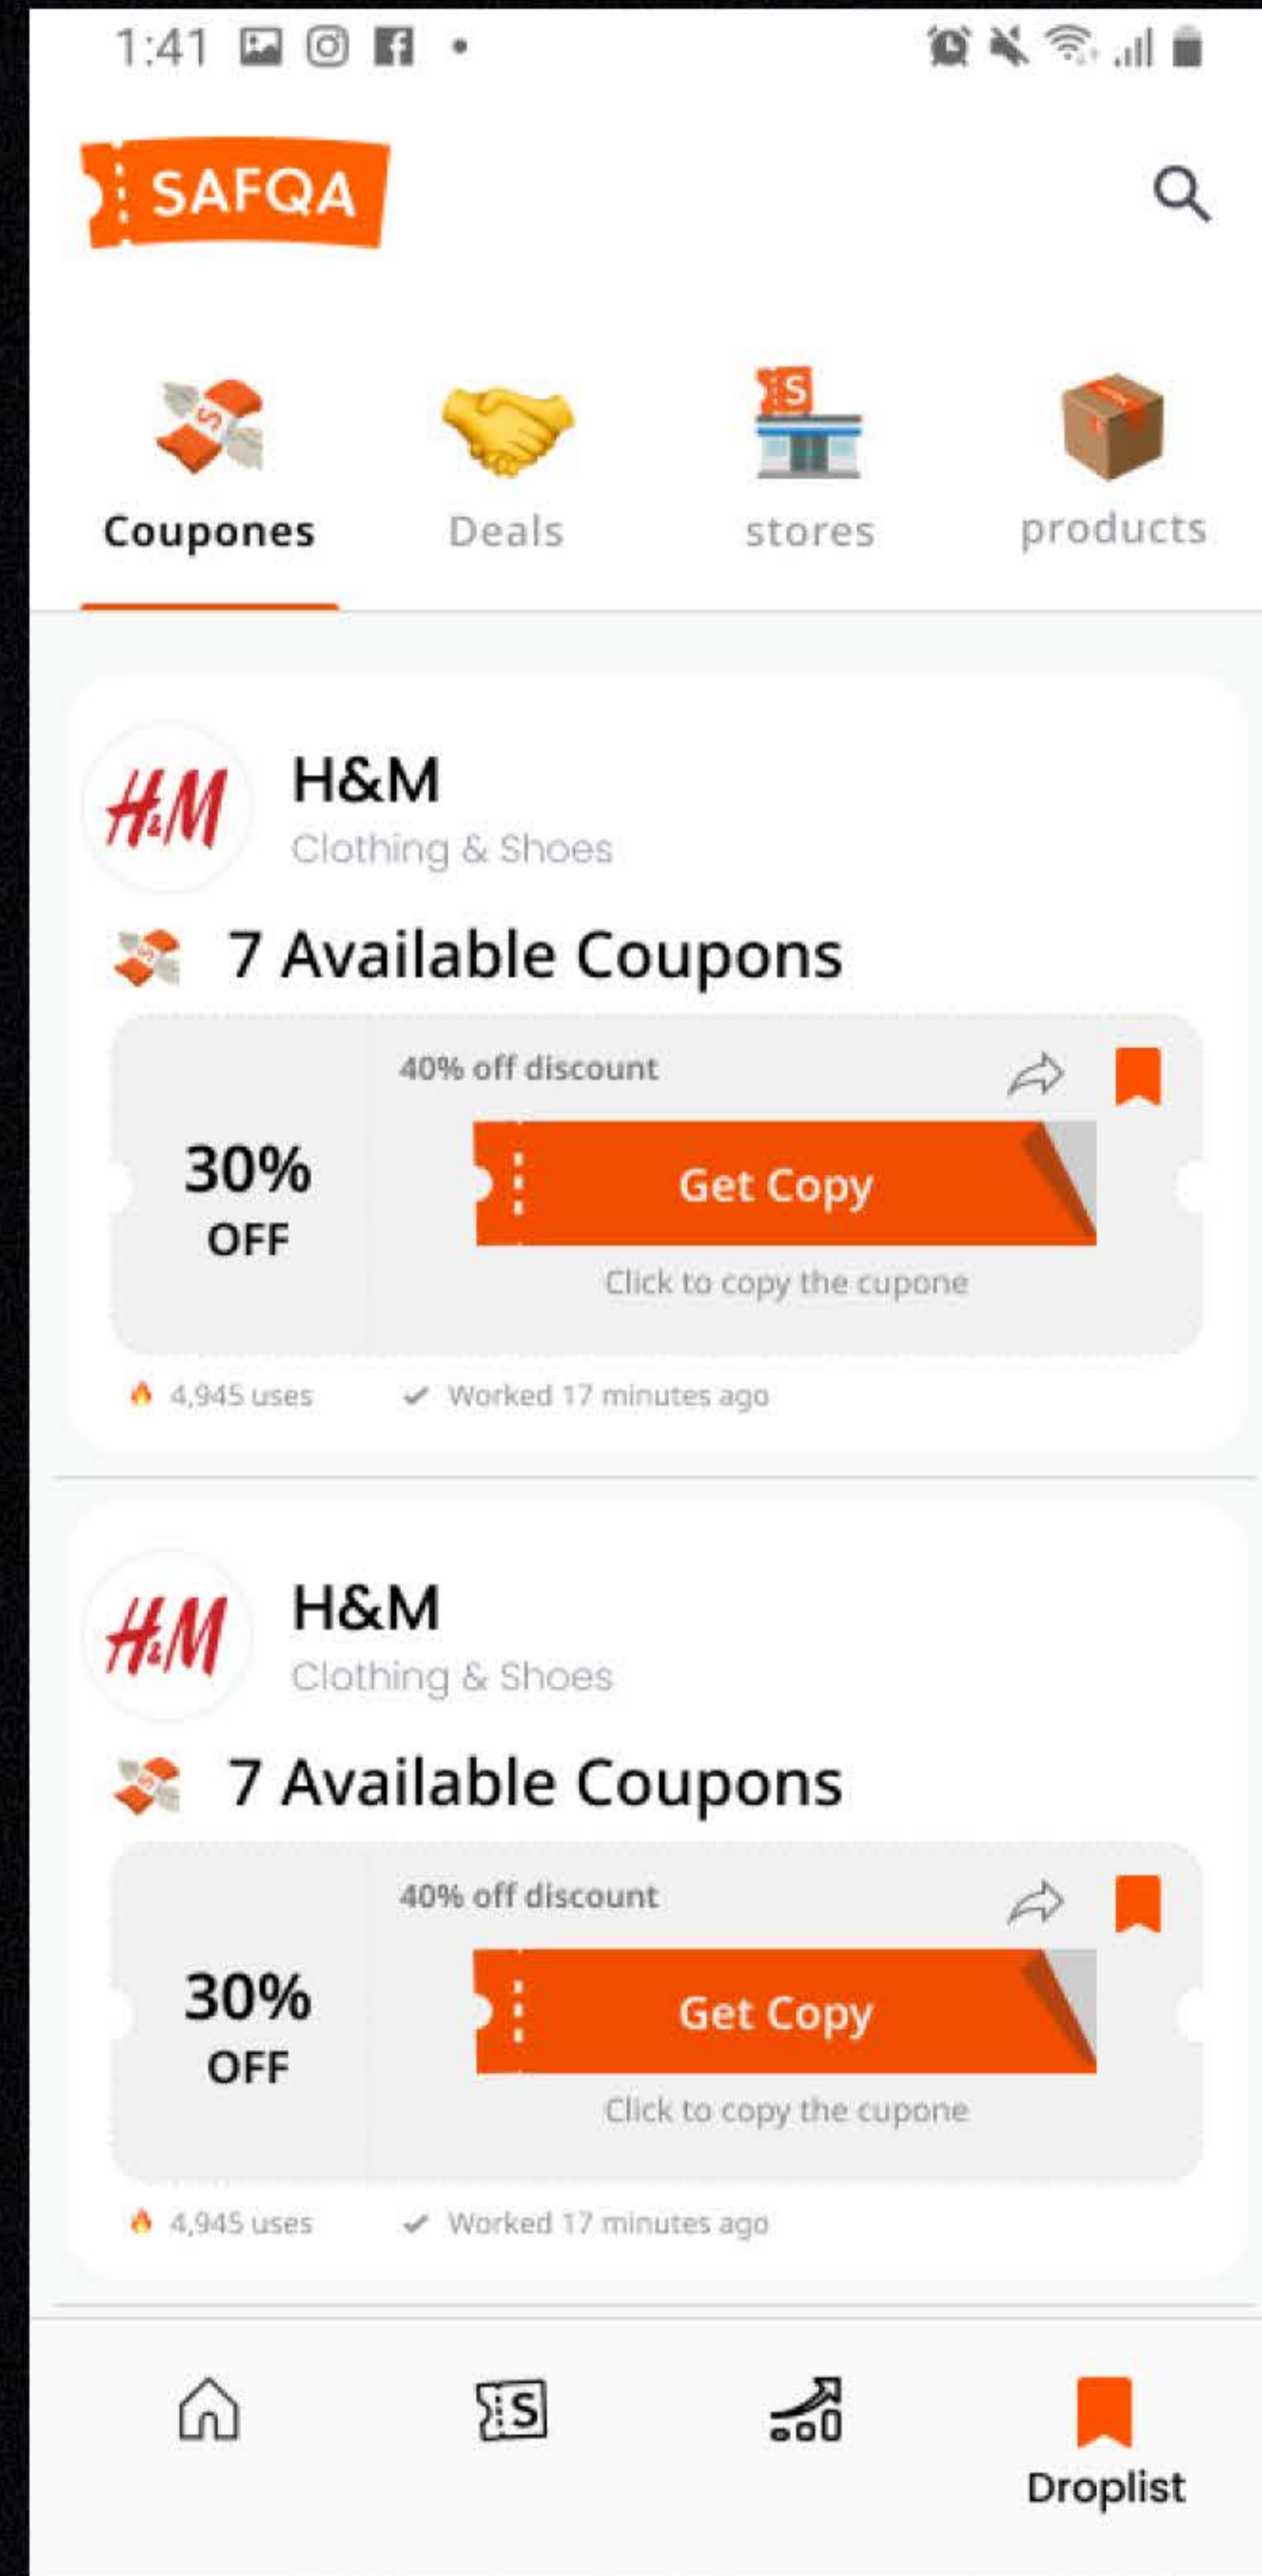 1:41
SAFQA
Coupones
Deals
stores
products
H&M
H&M
Clothing & Shoes
7 Available Coupons
40% off discount
30%
OFF
Get Copy
Click to copy the cupone
4,945 uses
Worked 17 minutes ago
H&M
H&M
Clothing & Shoes
7 Available Coupons
40% off discount
30%
OFF
Get Copy
Click to copy the cupone
4,945 uses
Worked 17 minutes ago
S
Droplist